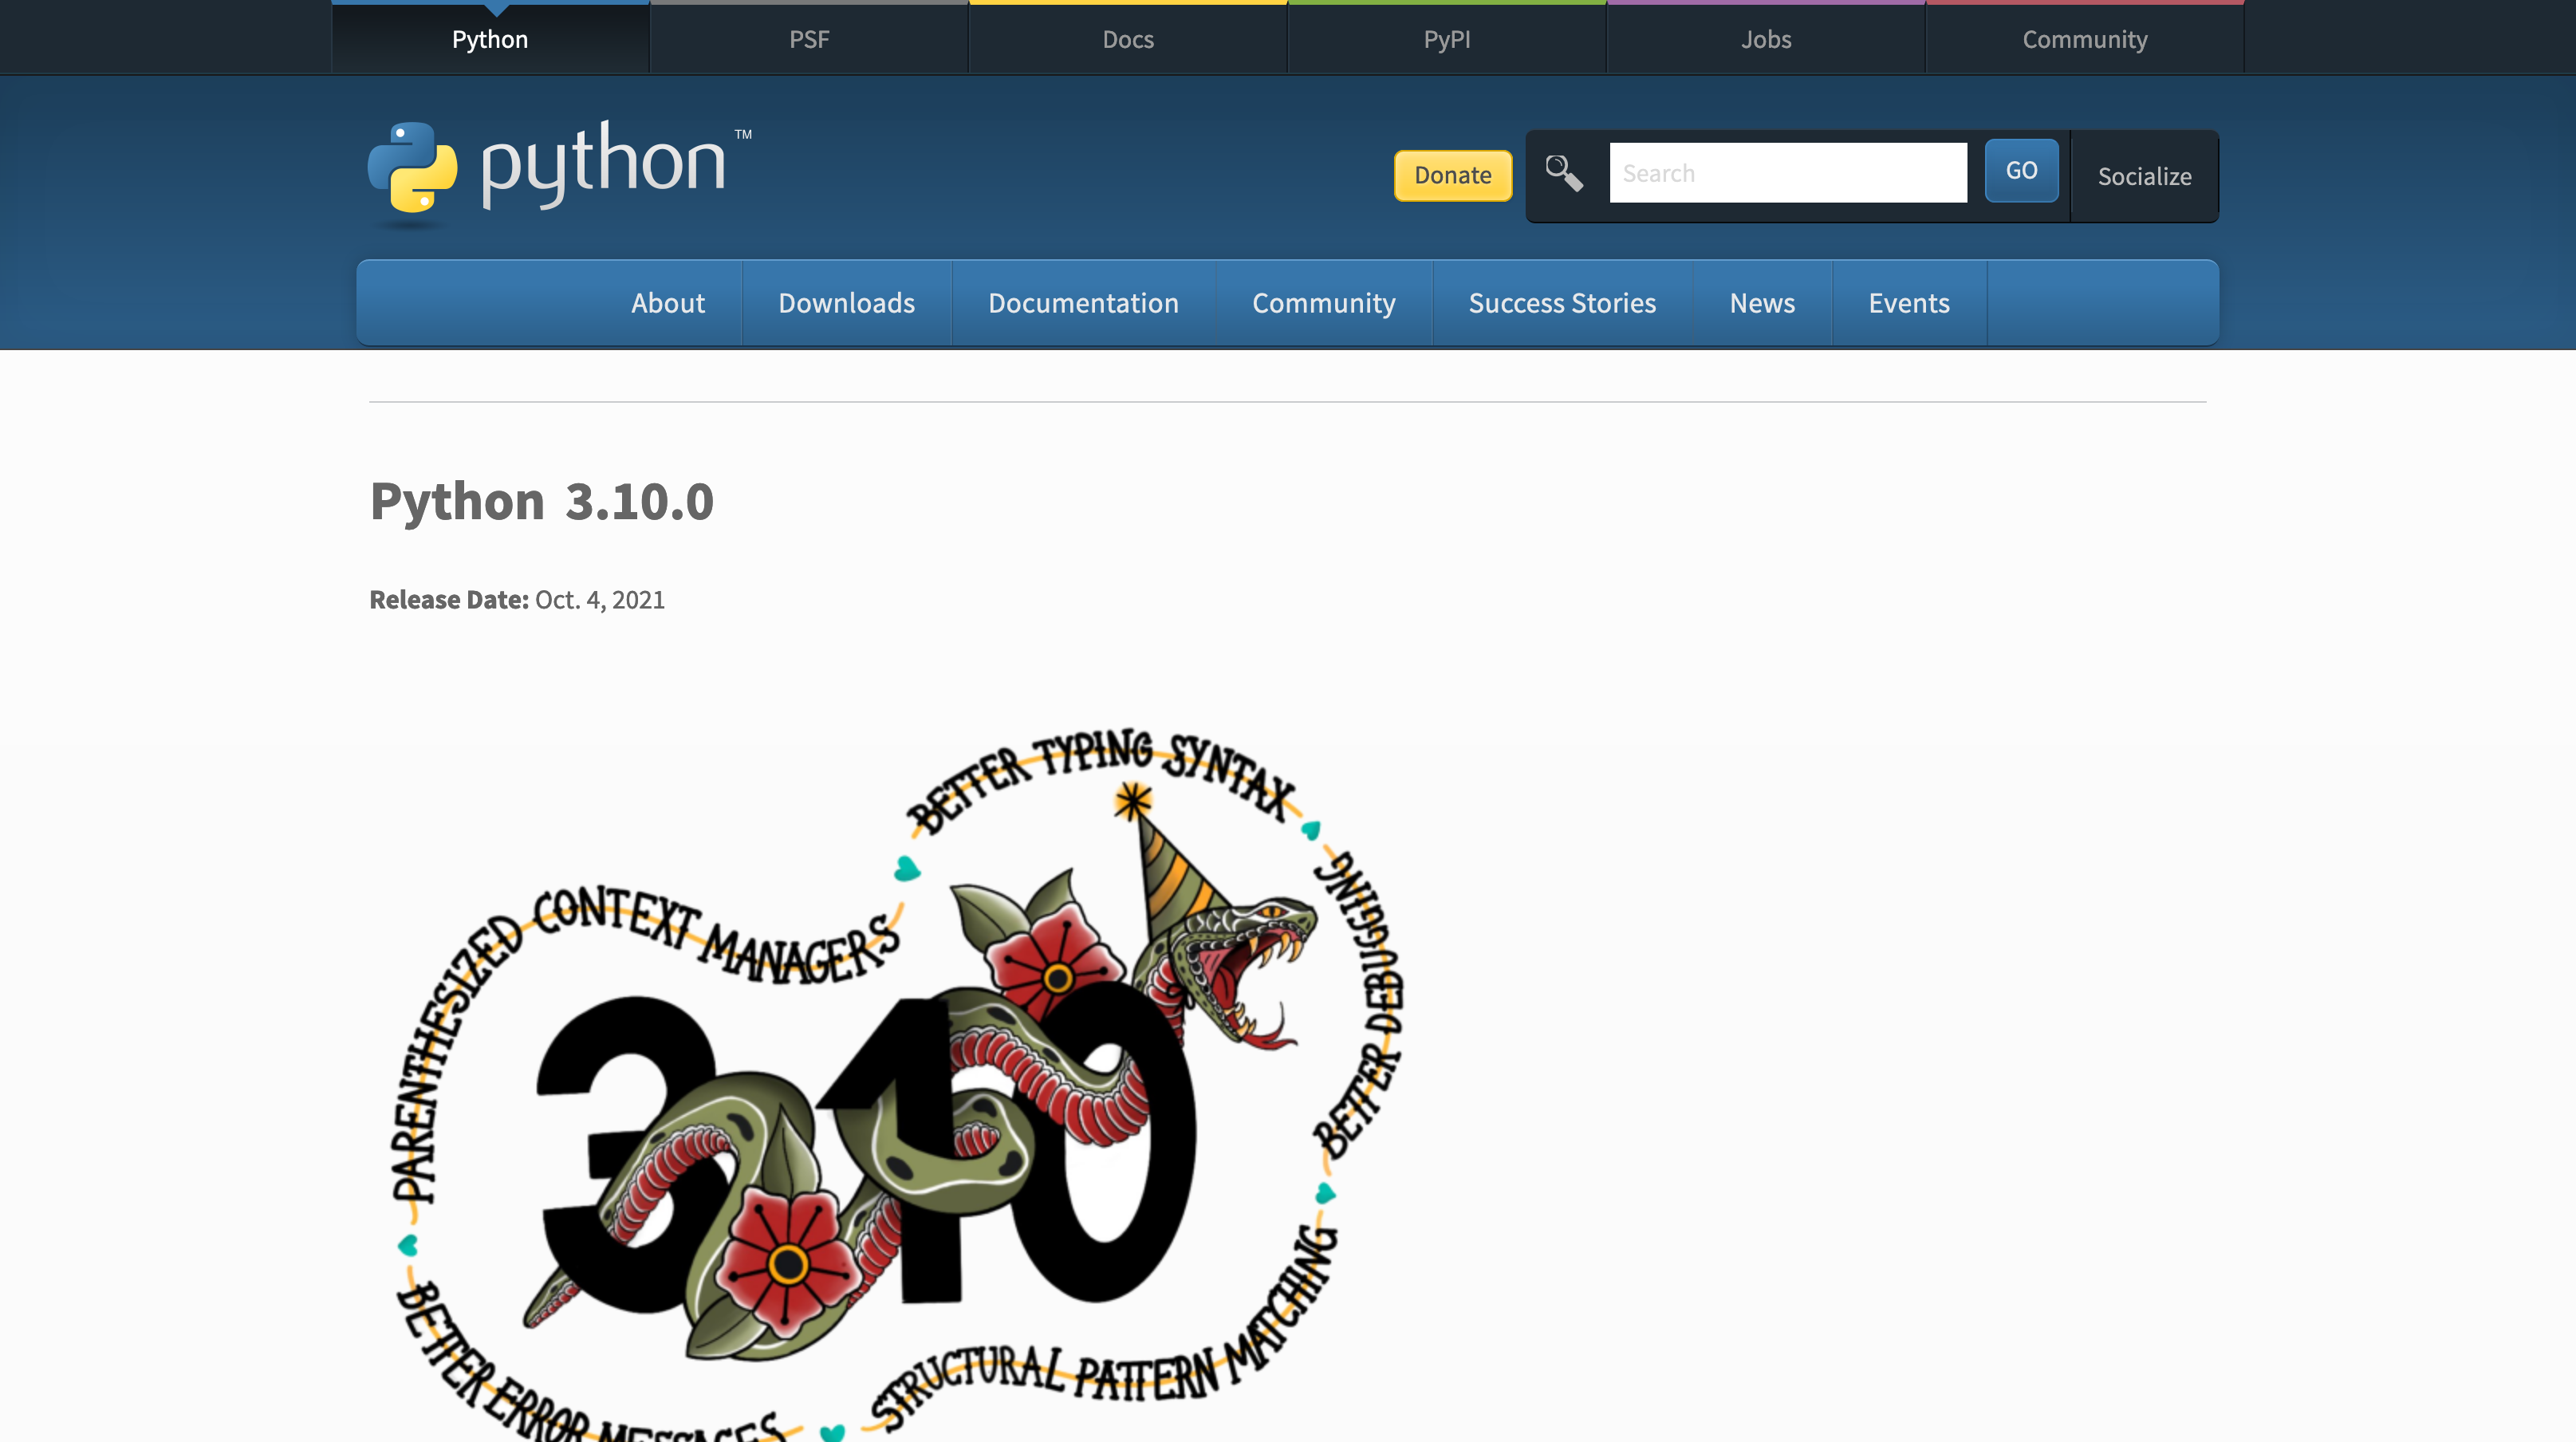 Python
PSF
Docs
PyPI
Jobs
Community
python TM
Donate
Search
GO
Socialize
About
Downloads
Documentation
Community
Success Stories
News
Events
Python 3.10.0
Release Date: Oct. 4, 2021
BETTER TYPING SYNTAX
BETTER DEBUGGING
PARENTHESIZED CONTEXT MANAGERS
3.10
STRUCTURAL PATTERN MATCHING
BETTER ERROR MESSAGES